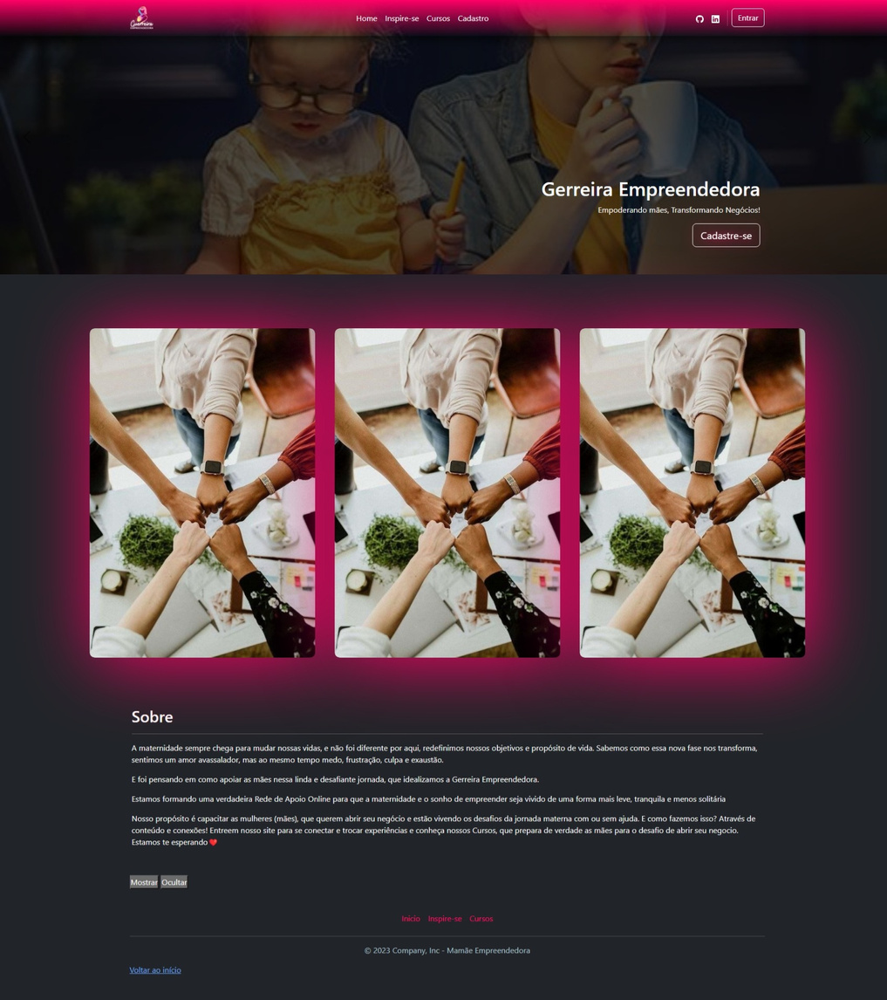 Guerreira
Home Inspire-se Cursos Cadastro
Entrar
Gerreira Empreendedora
Empoderando mães, Transformando Negócios!
Cadastre-se
Sobre
A maternidade sempre chega para mudar nossas vidas, e não foi diferente por aqui, redefinimos nossos objetivos e propósito de vida. Sabemos como essa nova fase nos transforma,
sentimos um amor avassalador, mas ao mesmo tempo medo, frustração, culpa e exaustão.
E foi pensando em como apoiar as mães nessa linda e desafiante jornada, que idealizamos a Gerreira Empreendedora.
Estamos formando uma verdadeira Rede de Apoio Online para que a maternidade e o sonho de empreender seja vivido de uma forma mais leve, tranquila e menos solitária
Nosso propósito é capacitar as mulheres (mães), que querem abrir seu negócio e estão vivendo os desafios da jornada materna com ou sem ajuda. E como fazemos isso? Através de
conteúdo e conexões! Entreem nosso site para se conectar e trocar experiências e conheça nossos Cursos, que prepara de verdade as mães para o desafio de abrir seu negocio.
Estamos te esperando❤️
Mostrar Ocultar
Início Inspire-se Cursos
© 2023 Company, Inc - Mamãe Empreendedora
Voltar ao início